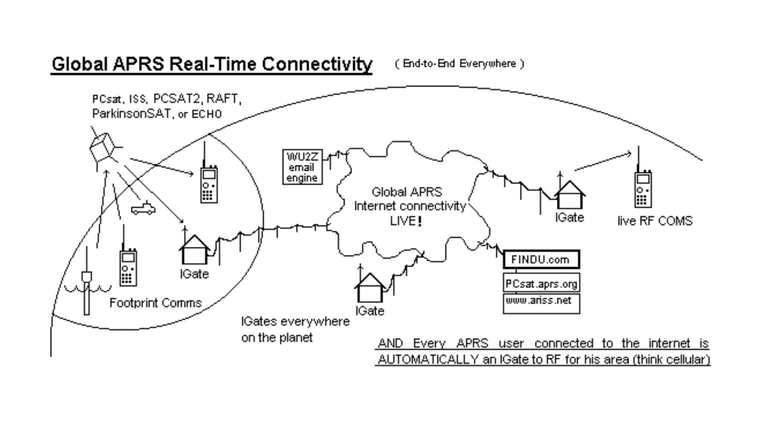 Global APRS Real-Time Connectivity ( End-to-End Everywhere )
PCsat, ISS, PCSAT2, RAFT,
ParkinsonSAT, or ECHO
WU2Z
email
engine
Global APRS
Internet connectivity
LIVE!
IGate
live RF COMS
IGate
Footprint Comms
FINDU.com
PCsat.aprs.org
www.ariss.net
IGate
IGates everywhere
on the planet
AND Every APRS user connected to the internet is
AUTOMATICALLY an IGate to RF for his area (think cellular)